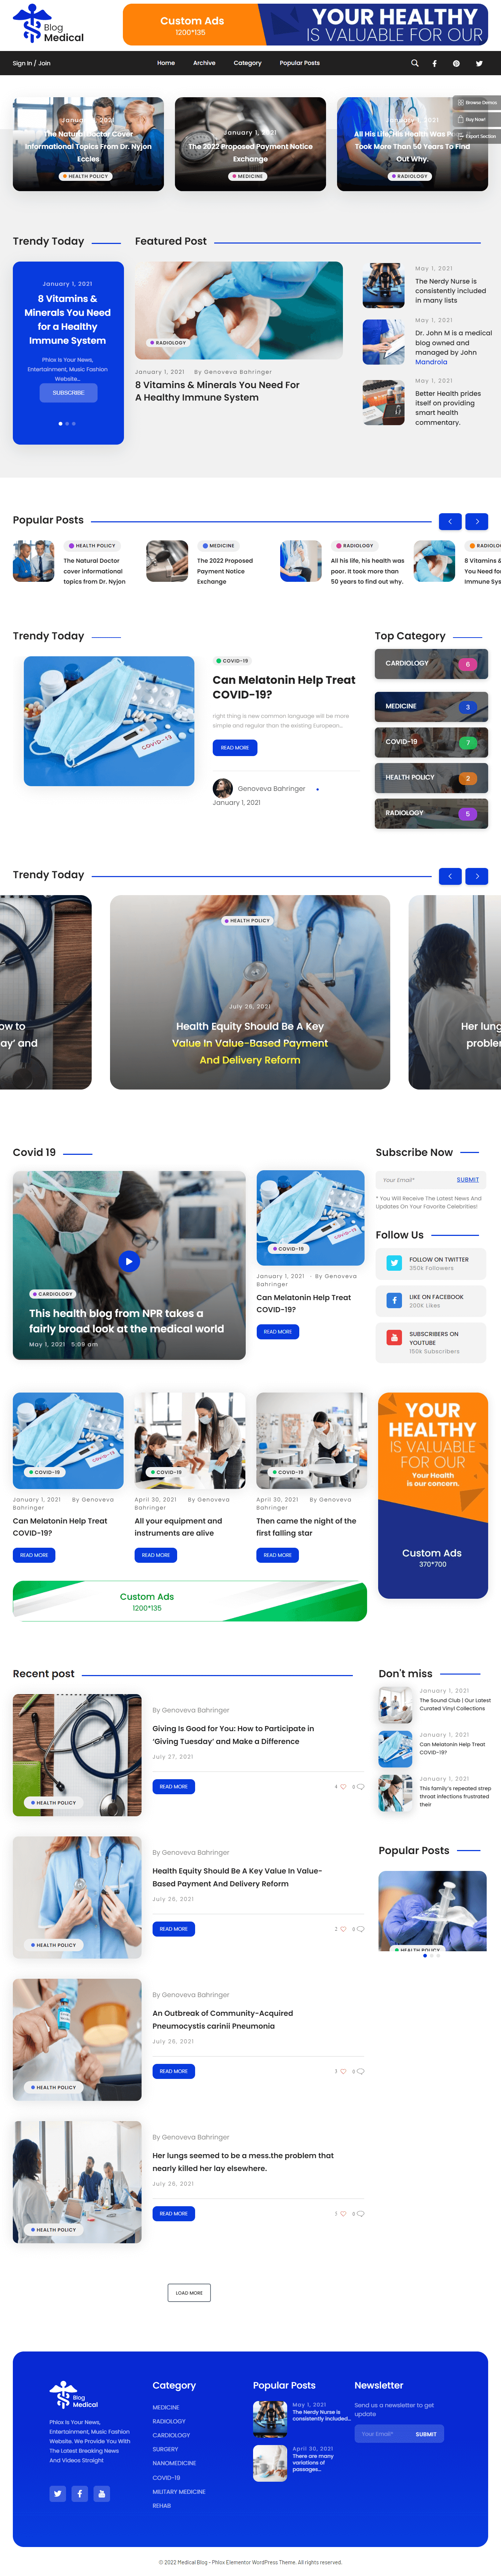 Blog
Medical
Custom Ads
1200*135
YOUR HEALTHY
IS VALUABLE FOR OUR
Sign In / Join
Home
Archive
Category
Popular Posts
Browse Demos
Buy Now!
Export Section
January 1, 2021
The Natural Doctor Cover
Informational Topics From Dr. Nyjon
Eccles
HEALTH POLICY
January 1, 2021
The 2022 Proposed Payment Notice
Exchange
MEDICINE
January 1, 2021
All His Life, His Health Was
Took More Than 50 Years To Find
Out Why.
RADIOLOGY
Trendy Today
January 1, 2021
8 Vitamins &
Minerals You Need
for a Healthy
Immune System
Phlox Is Your News,
Entertainment, Music Fashion
Website...
SUBSCRIBE
Featured Post
RADIOLOGY
January 1, 2021
By Genoveva Bahringer
8 Vitamins & Minerals You Need For
A Healthy Immune System
May 1, 2021
The Nerdy Nurse is
consistently included
in many lists
May 1, 2021
Dr. John M is a medical
blog owned and
managed by John
Mandrola
May 1, 2021
Better Health prides
itself on providing
smart health
commentary.
Popular Posts
HEALTH POLICY
The Natural Doctor
cover informational
topics from Dr. Nyjon
MEDICINE
The 2022 Proposed
Payment Notice
Exchange
RADIOLOGY
All his life, his health was
poor. It took more than
50 years to find out why.
RADIOLO
8 Vitamins &
You Need fo
Immune Sys
Trendy Today
COVID-19
Can Melatonin Help Treat
COVID-19?
right thing is new common language will be more
simple and regular than the existing European...
READ MORE
Genoveva Bahringer
January 1, 2021
Top Category
CARDIOLOGY
6
MEDICINE
3
COVID-19
7
HEALTH POLICY
2
RADIOLOGY
5
Trendy Today
ow to
ay' and
HEALTH POLICY
July 26, 2021
Health Equity Should Be A Key
Value In Value-Based Payment
And Delivery Reform
Her lung
probler
Covid 19
CARDIOLOGY
This health blog from NPR takes a
fairly broad look at the medical world
May 1, 2021
5:09 am
COVID-19
January 1, 2021 - By Genoveva
Bahringer
Can Melatonin Help Treat
COVID-19?
READ MORE
Subscribe Now
Your Email*
SUBMIT
* You Will Receive The Latest News And
Updates On Your Favorite Celebrities!
Follow Us
FOLLOW ON TWITTER
350k Followers
LIKE ON FACEBOOK
200K Likes
SUBSCRIBERS ON
YOUTUBE
150k Subscribers
COVID-19
January 1, 2021
By Genoveva
Bahringer
Can Melatonin Help Treat
COVID-19?
READ MORE
COVID-19
April 30, 2021
By Genoveva
Bahringer
All your equipment and
instruments are alive
READ MORE
COVID-19
April 30, 2021
By Genoveva
Bahringer
Then came the night of the
first falling star
READ MORE
YOUR
HEALTHY
IS VALUABLE
FOR OUR
Your Health
is our concern.
Custom Ads
370*700
Custom Ads
1200*135
Recent post
HEALTH POLICY
By Genoveva Bahringer
Giving Is Good for You: How to Participate in
'Giving Tuesday' and Make a Difference
July 27, 2021
READ MORE
4
0
HEALTH POLICY
By Genoveva Bahringer
Health Equity Should Be A Key Value In Value-
Based Payment And Delivery Reform
July 26, 2021
READ MORE
2
0
HEALTH POLICY
By Genoveva Bahringer
An Outbreak of Community-Acquired
Pneumocystis carinii Pneumonia
July 26, 2021
READ MORE
3
0
HEALTH POLICY
By Genoveva Bahringer
Her lungs seemed to be a mess.the problem that
nearly killed her lay elsewhere.
July 26, 2021
READ MORE
0
LOAD MORE
Don't miss
January 1, 2021
The Sound Club | Our Latest
Curated Vinyl Collections
January 1, 2021
Can Melatonin Help Treat
COVID-19?
January 1, 2021
This family's repeated strep
throat infections frustrated
their
Popular Posts
HEALTH POLICY
Blog
Medical
Phlox Is Your News,
Entertainment, Music Fashion
Website. We Provide You With
The Latest Breaking News
And Videos Straight
Category
MEDICINE
RADIOLOGY
CARDIOLOGY
SURGERY
NANOMEDICINE
COVID-19
MILITARY MEDICINE
REHAB
Popular Posts
May 1, 2021
The Nerdy Nurse is
consistently included...
April 30, 2021
There are many
variations of
passages...
Newsletter
Send us a newsletter to get
update
Your Email*
SUBMIT
© 2022 Medical Blog - Phlox Elementor WordPress Theme. All rights reserved.